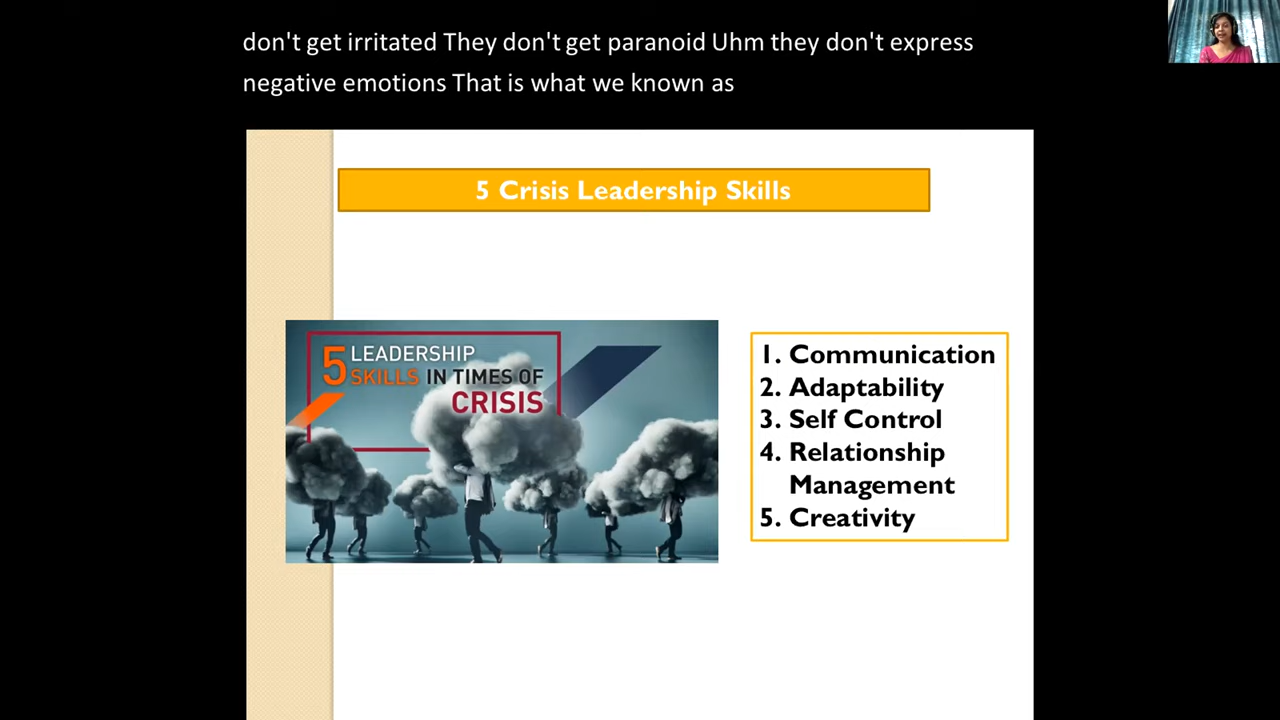 don't get irritated They don't get paranoid Uhm they don't express
negative emotions That is what we known as
5 Crisis Leadership Skills
5 LEADERSHIP
SKILLS IN TIMES OF
CRISIS
1. Communication
2. Adaptability
3. Self Control
4. Relationship
Management
5. Creativity